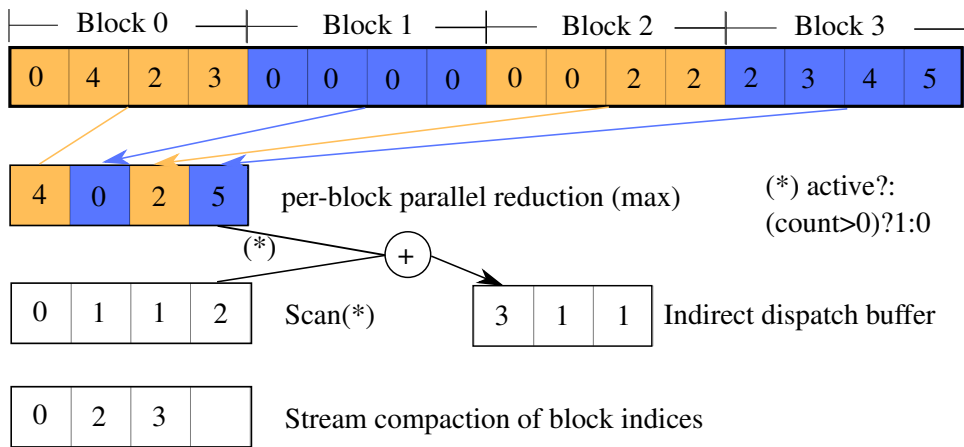 Block 0 Block 1 Block 2 Block 3
0 4 2 3 0 0 0 0 0 0 2 2 2 3 4 5
4 0 2 5
per-block parallel reduction (max)
(*) active?:
(count>0)?1:0
(*)
+
0 1 1 2
Scan(*)
3 1 1
Indirect dispatch buffer
0 2 3
Stream compaction of block indices